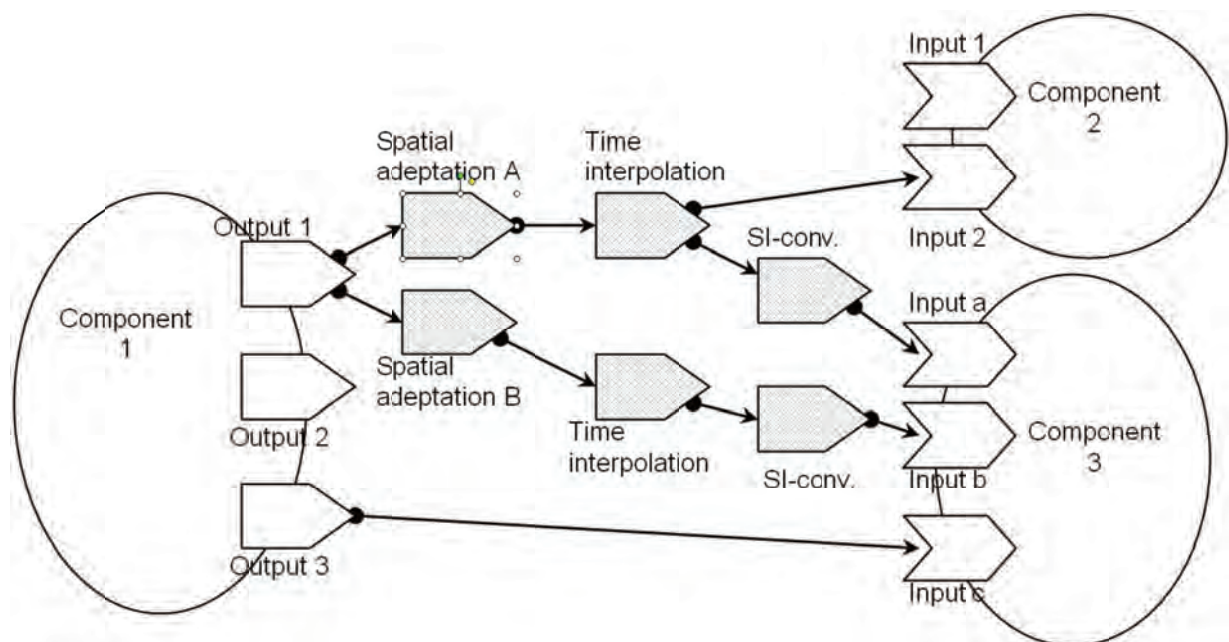 Input 1
Component
2
Spatial
adeptation A
Time
interpolation
Output 1
SI-conv.
Input 2
Component
1
Input a
Spatial
adeptation B
Output 2
Time
interpolation
Component
3
SI-conv.
Input b
Output 3
Input c